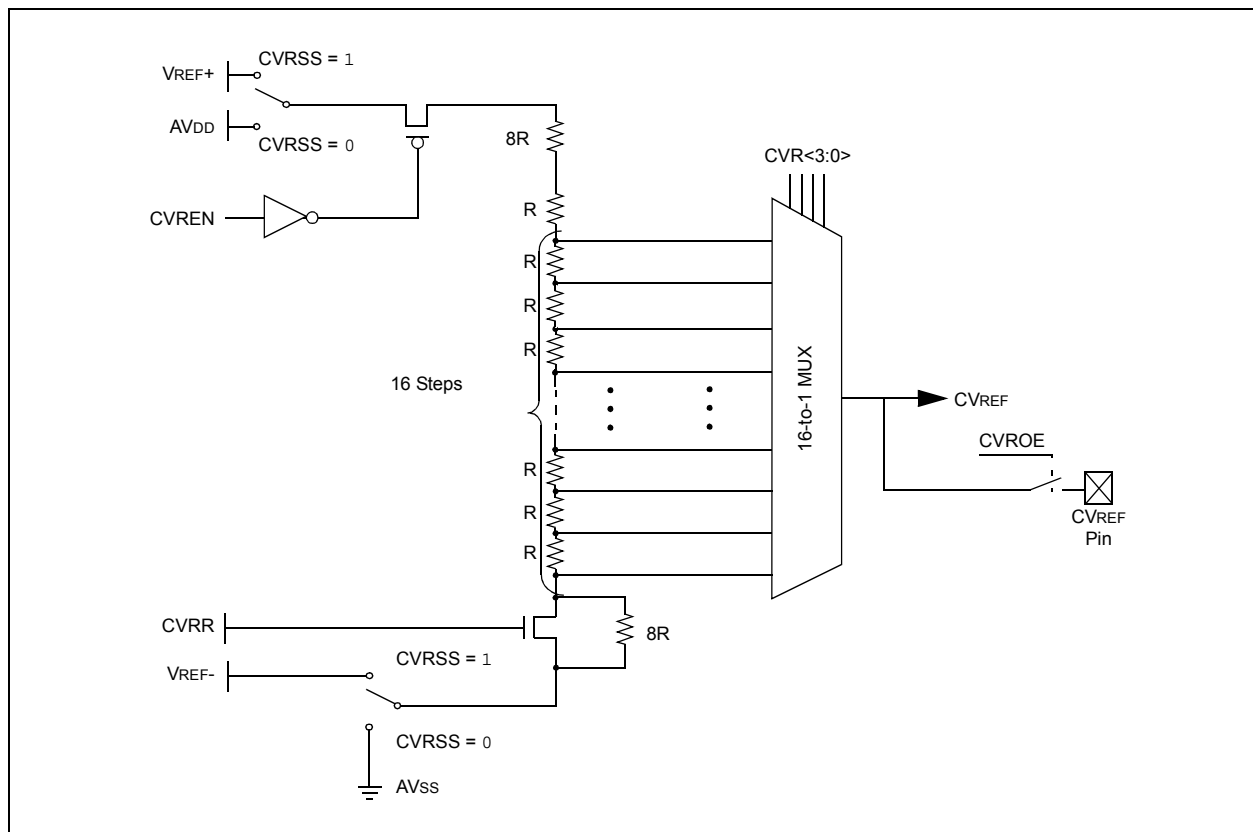 CVRSS = 1
VREF+
AVDD
CVRSS = 0
8R
CVR<3:0>
CVREN
R
R
R
R
16 Steps
16-to-1 MUX
CVREF
CVROE
R
R
R
CVREF
Pin
CVRR
8R
CVRSS = 1
VREF-
CVRSS = 0
AVSS